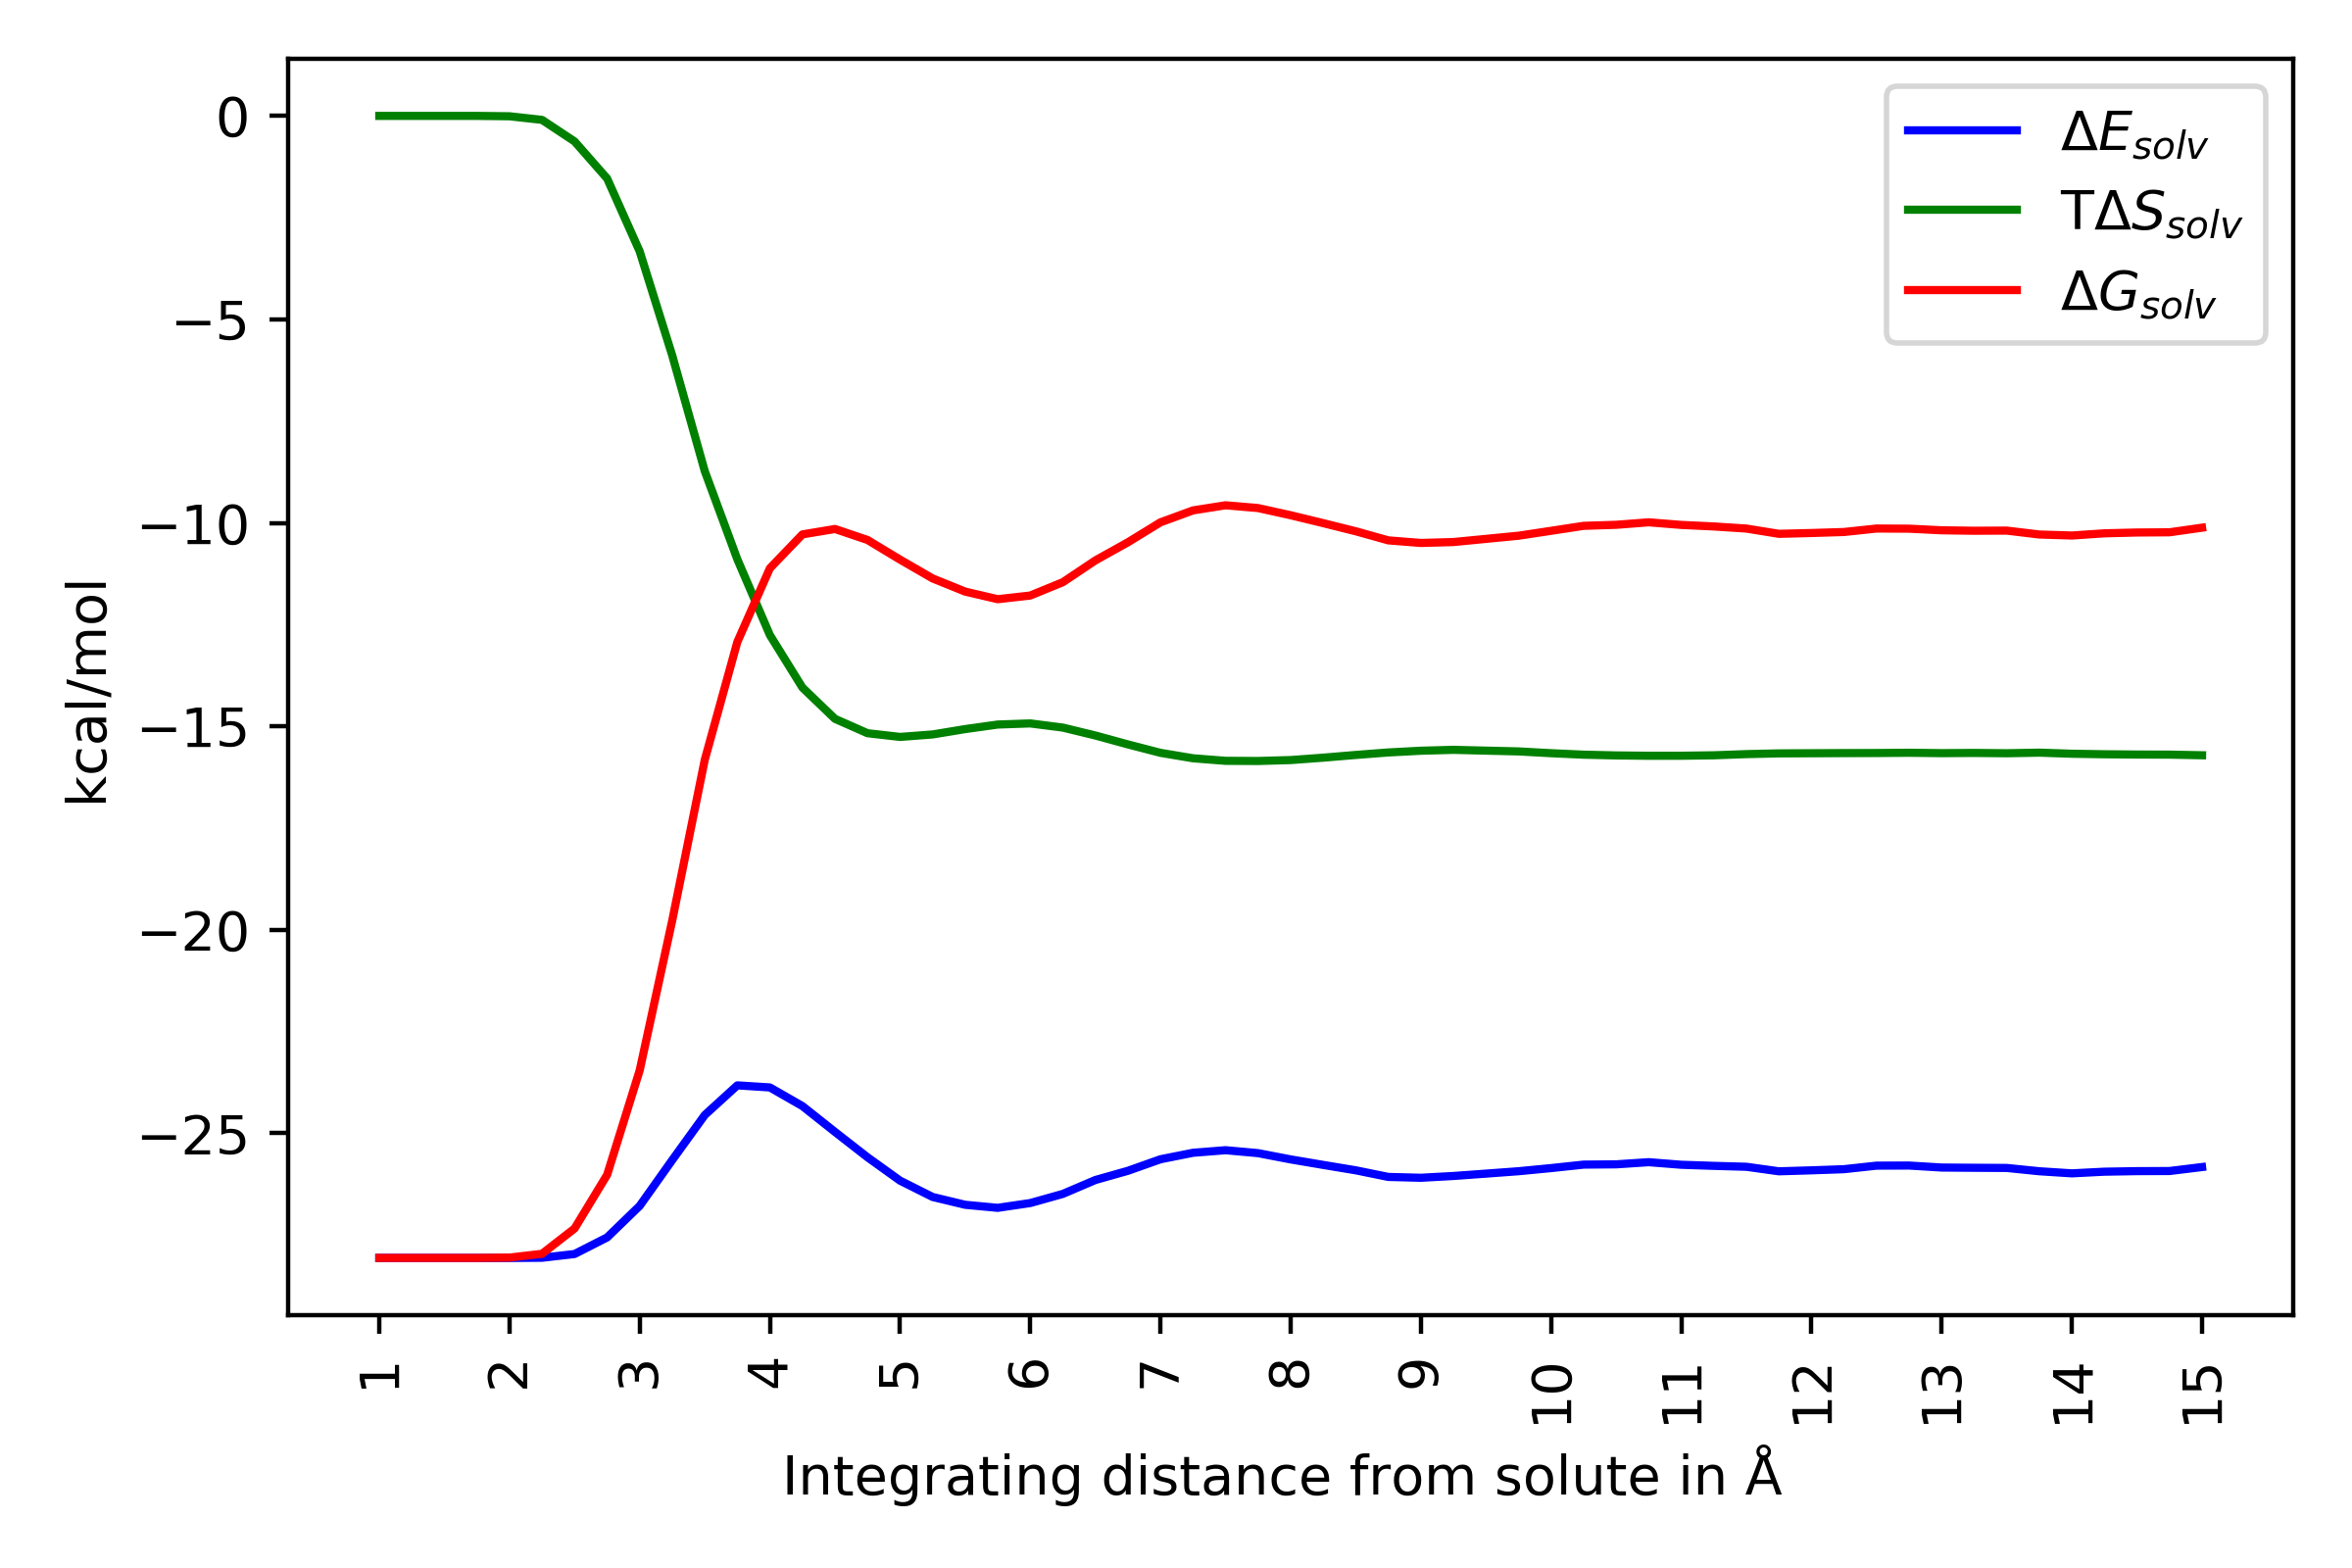 0
−5
−10
−15
−20
−25
kcal/mol
ΔE_solv
TΔS_solv
ΔG_solv
1 2 3 4 5 6 7 8 9 10 11 12 13 14 15
Integrating distance from solute in Å